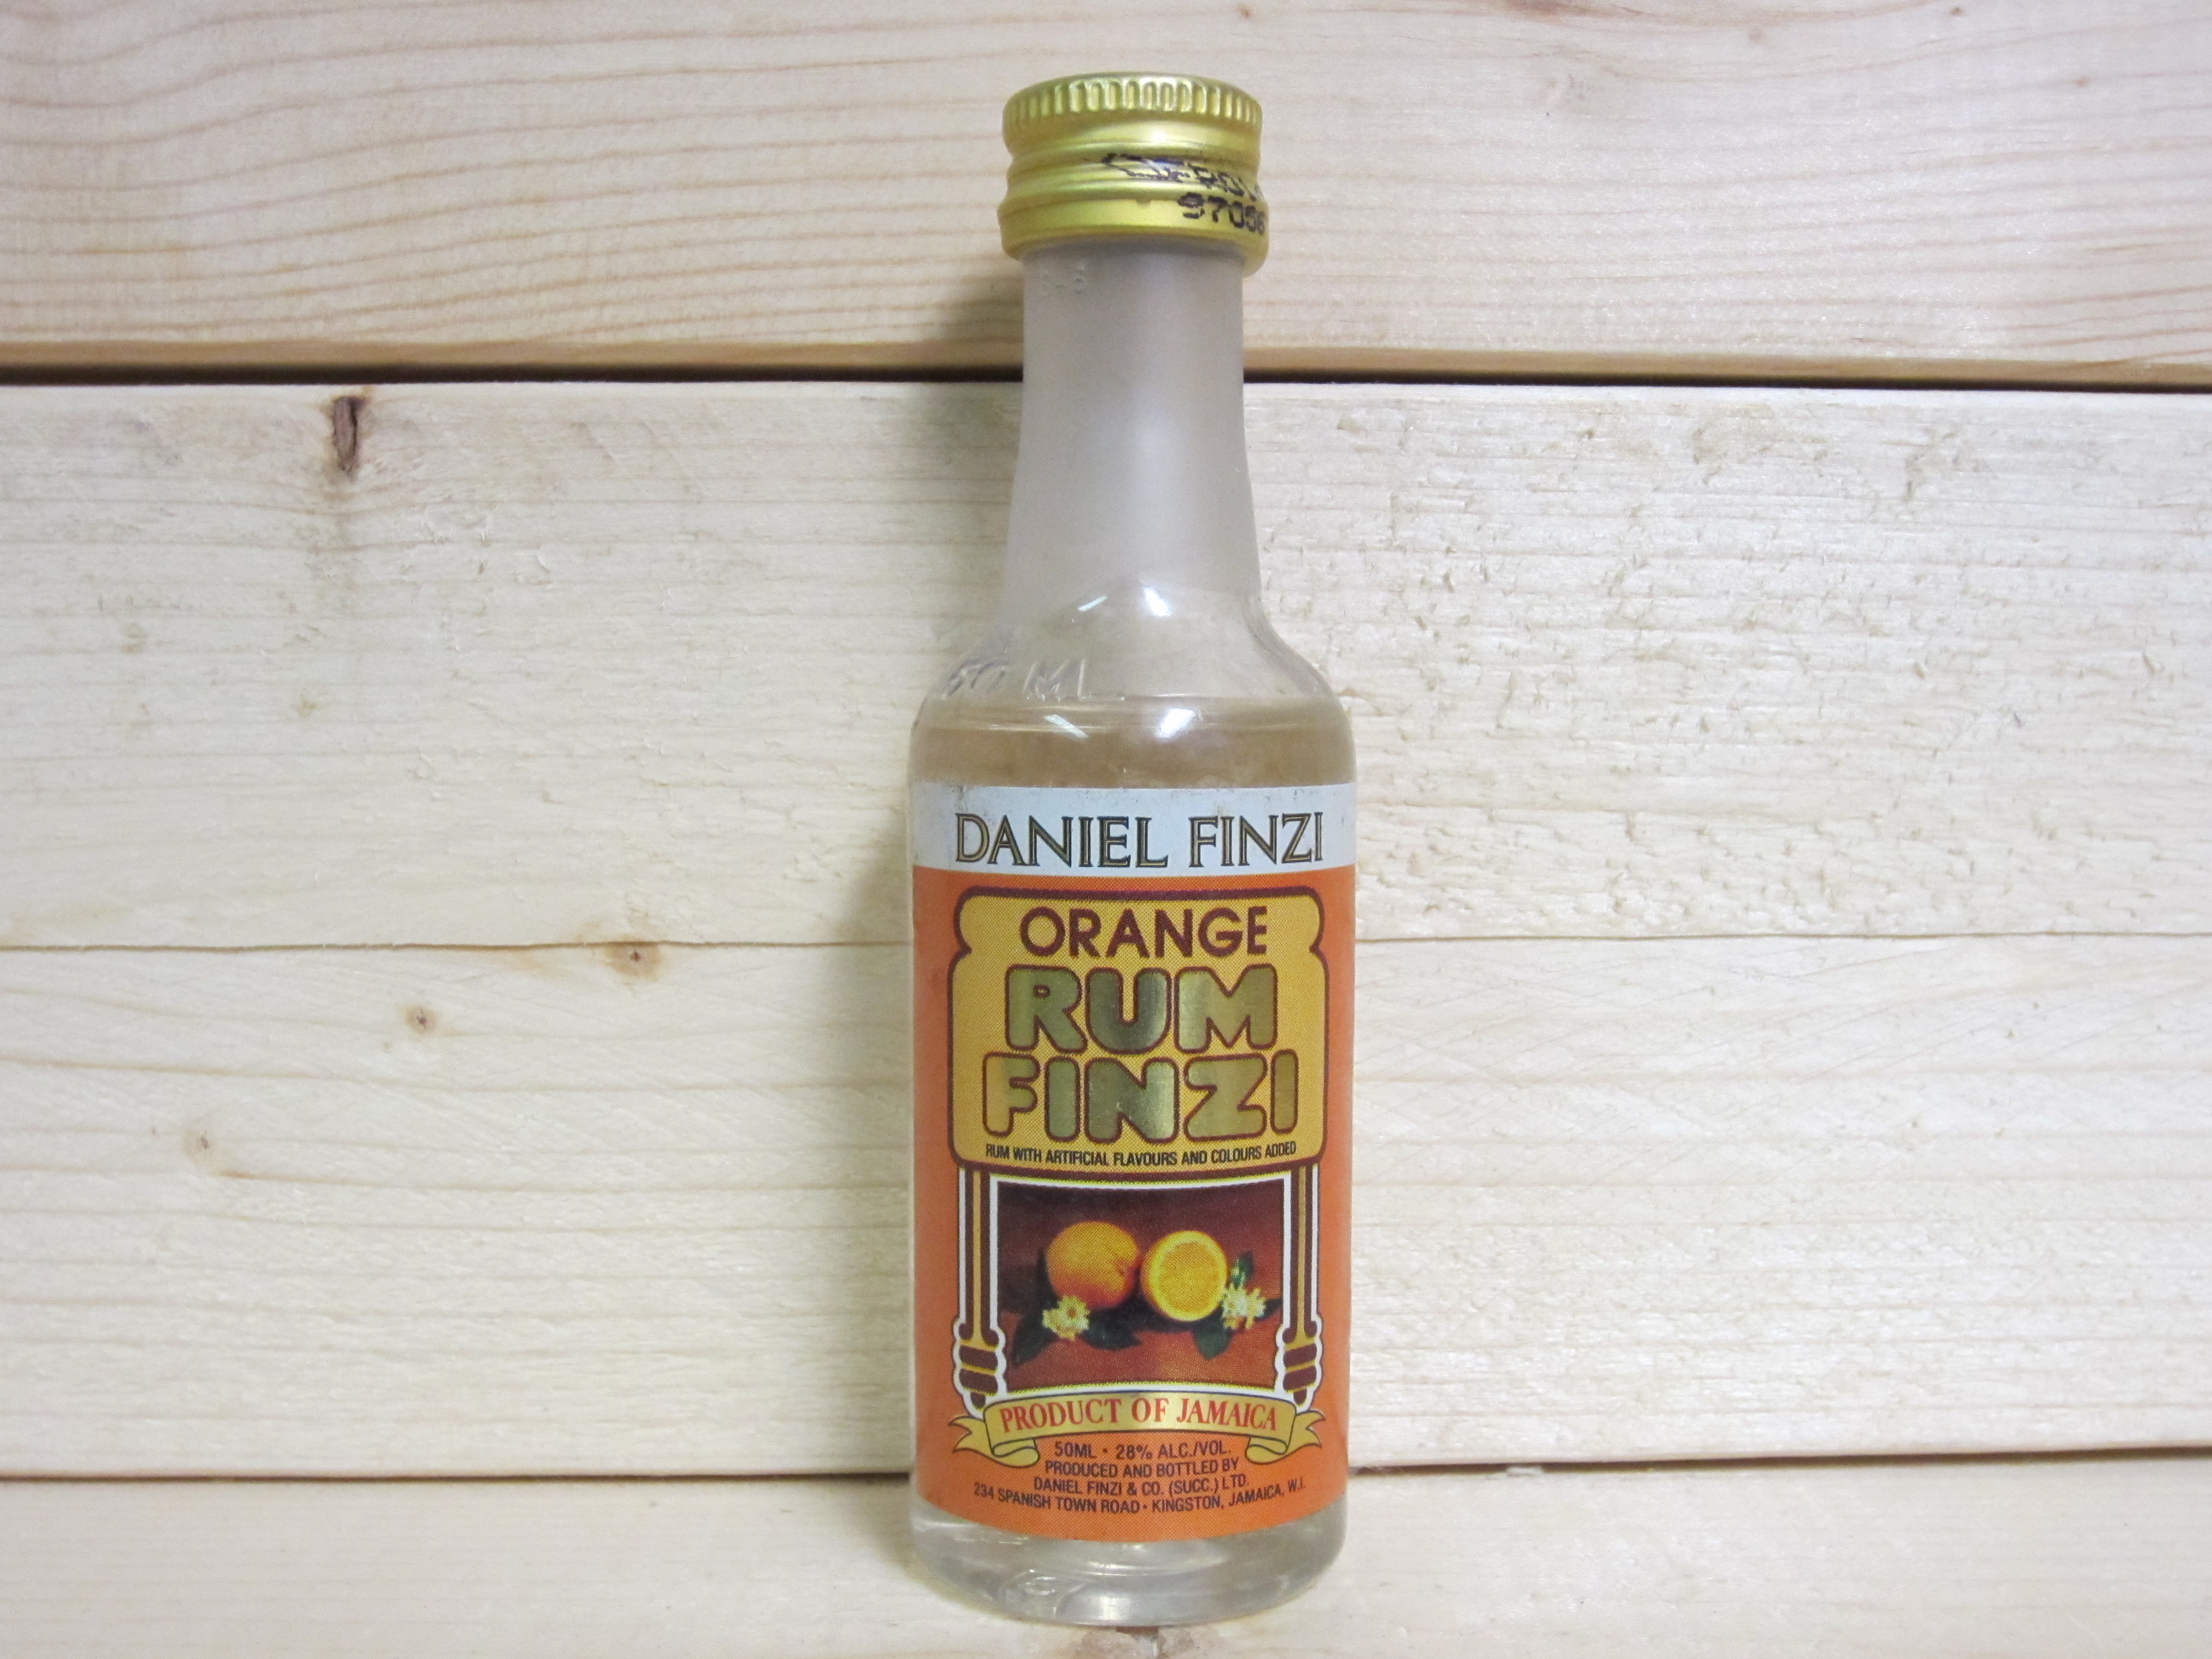 97056
50 ML
DANIEL FINZI
ORANGE
RUM
FINZI
RUM WITH ARTIFICIAL FLAVOURS AND COLOURS ADDED
PRODUCT OF JAMAICA
50ML • 28% ALC./VOL.
PRODUCED AND BOTTLED BY
DANIEL FINZI & CO. (SUCC.) LTD.
234 SPANISH TOWN ROAD • KINGSTON, JAMAICA, W.I.